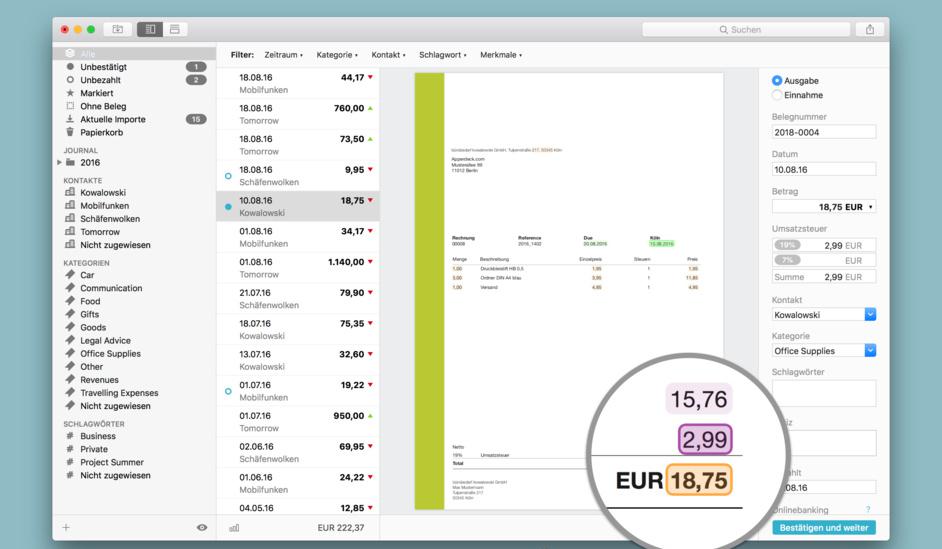 Suchen
Alle
Unbestätigt 1
Unbezahlt 2
Markiert
Ohne Beleg
Aktuelle Importe 15
Papierkorb
JOURNAL
2016
KONTAKTE
Kowalowski
Mobilfunken
Schäfenwolken
Tomorrow
Nicht zugewiesen
KATEGORIEN
Car
Communication
Food
Gifts
Goods
Legal Advice
Office Supplies
Other
Revenues
Travelling Expenses
Nicht zugewiesen
SCHLAGWÖRTER
# Business
# Private
# Project Summer
# Nicht zugewiesen
Filter: Zeitraum Kategorie Kontakt Schlagwort Merkmale
18.08.16 44,17
Mobilfunken
18.08.16 760,00
Tomorrow
18.08.16 73,50
Tomorrow
18.08.16 9,95
Schäfenwolken
10.08.16 18,75
Kowalowski
01.08.16 34,17
Mobilfunken
01.08.16 1.140,00
Tomorrow
21.07.16 79,90
Schäfenwolken
18.07.16 75,35
Kowalowski
13.07.16 32,60
Kowalowski
01.07.16 19,22
Mobilfunken
01.07.16 950,00
Tomorrow
02.06.16 69,95
Schäfenwolken
01.06.16 24,22
Mobilfunken
04.05.16 12,85
EUR 222,37
Kowalowski GmbH, Tulpenstraße 217, 50345 Köln
Apperdeck.com
Musterallee 99
11012 Berlin
Rechnung Reference Due Köln
00008 2016_1402 20.08.2016 10.08.2016
Menge Beschreibung Einzelpreis Steuern Preis
1,00 Druckbleistift HB 0,5 1,95 1 1,95
3,00 Ordner DIN A4 blau 3,95 1 11,85
1,00 Versand 4,95 1 4,95
Netto
19% Umsatzsteuer
Total
Kowalowski GmbH
Max Mustermann
Tulpenstraße 217
50345 Köln
15,76
2,99
EUR 18,75
Ausgabe
Einnahme
Belegnummer
2018-0004
Datum
10.08.16
Betrag
18,75 EUR
Umsatzsteuer
19% 2,99 EUR
7% EUR
Summe 2,99 EUR
Kontakt
Kowalowski
Kategorie
Office Supplies
Schlagwörter
iz
hlt
08.16
Onlinebanking ?
Bestätigen und weiter